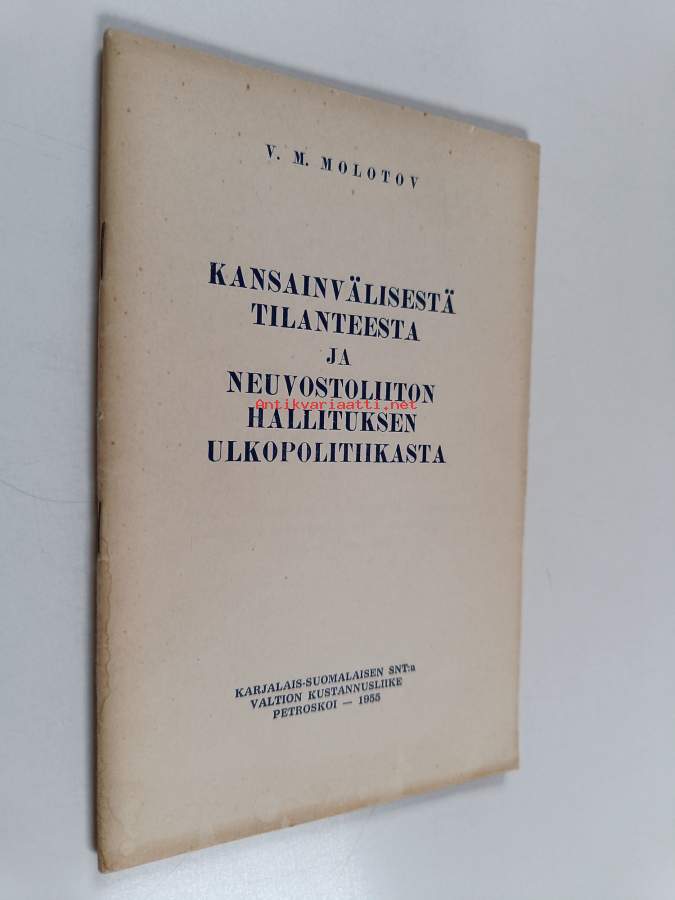 V. M. MOLOTOV
KANSAINVÄLISESTÄ
TILANTEESTA
JA
NEUVOSTOLIITON
Antikvariaatti.net
HALLITUKSEN
ULKOPOLITIIKASTA
KARJALAIS-SUOMALAISEN SNT:n
VALTION KUSTANNUSLIIKE
PETROSKOI — 1955